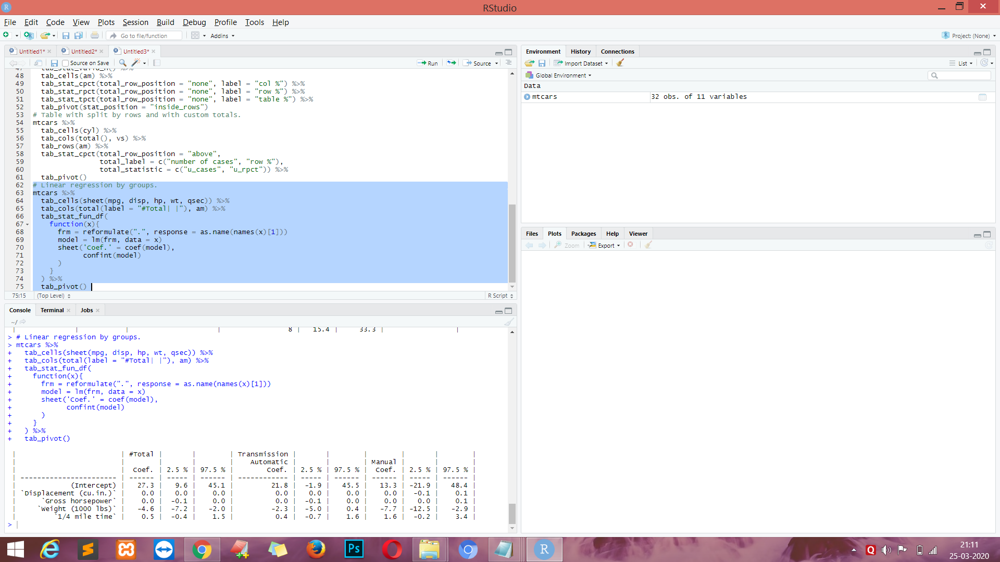 RStudio
File Edit Code View Plots Session Build Debug Profile Tools Help
Go to file/function Addins Project: (None)
Untitled1* Untitled2* Untitled3*
Source on Save Run Source
47 tab_stat_valid_n() %>%
48 tab_cells(am) %>%
49 tab_stat_cpct(total_row_position = "none", label = "col %") %>%
50 tab_stat_rpct(total_row_position = "none", label = "row %") %>%
51 tab_stat_tpct(total_row_position = "none", label = "table %") %>%
52 tab_pivot(stat_position = "inside_rows")
53 # Table with split by rows and with custom totals.
54 mtcars %>%
55 tab_cells(cyl) %>%
56 tab_cols(total(), vs) %>%
57 tab_rows(am) %>%
58 tab_stat_cpct(total_row_position = "above",
59 total_label = c("number of cases", "row %"),
60 total_statistic = c("u_cases", "u_rpct")) %>%
61 tab_pivot()
62 # Linear regression by groups.
63 mtcars %>%
64 tab_cells(sheet(mpg, disp, hp, wt, qsec)) %>%
65 tab_cols(total(label = "#Total| |"), am) %>%
66 tab_stat_fun_df(
67 function(x){
68 frm = reformulate(".", response = as.name(names(x)[1]))
69 model = lm(frm, data = x)
70 sheet('Coef.' = coef(model),
71 confint(model)
72 )
73 }
74 ) %>%
75 tab_pivot()
75:15 (Top Level) R Script
Console Terminal Jobs
~/
| | | | 8 | 15.4 | 33.3 | |
> # Linear regression by groups.
> mtcars %>%
+ tab_cells(sheet(mpg, disp, hp, wt, qsec)) %>%
+ tab_cols(total(label = "#Total| |"), am) %>%
+ tab_stat_fun_df(
+ function(x){
+ frm = reformulate(".", response = as.name(names(x)[1]))
+ model = lm(frm, data = x)
+ sheet('Coef.' = coef(model),
+ confint(model)
+ )
+ }
+ ) %>%
+ tab_pivot()
| | #Total | | | Transmission | | | | | |
| | | | | Automatic | | | Manual | | |
| | Coef. | 2.5 % | 97.5 % | Coef. | 2.5 % | 97.5 % | Coef. | 2.5 % | 97.5 % |
| ----------------------- | ------ | ----- | ------ | ------------ | ----- | ------ | ------ | ----- | ------ |
| (Intercept) | 27.3 | 9.6 | 45.1 | 21.8 | -1.9 | 45.5 | 13.3 | -21.9 | 48.4 |
| `Displacement (cu.in.)` | 0.0 | 0.0 | 0.0 | 0.0 | 0.0 | 0.0 | 0.0 | -0.1 | 0.1 |
| `Gross horsepower` | 0.0 | -0.1 | 0.0 | 0.0 | -0.1 | 0.0 | 0.0 | 0.0 | 0.1 |
| `Weight (1000 lbs)` | -4.6 | -7.2 | -2.0 | -2.3 | -5.0 | 0.4 | -7.7 | -12.5 | -2.9 |
| `1/4 mile time` | 0.5 | -0.4 | 1.5 | 0.4 | -0.7 | 1.6 | 1.6 | -0.2 | 3.4 |
>
Environment History Connections
Import Dataset List
Global Environment
Data
mtcars 32 obs. of 11 variables
Files Plots Packages Help Viewer
Zoom Export
Ps R Q
21:11
25-03-2020